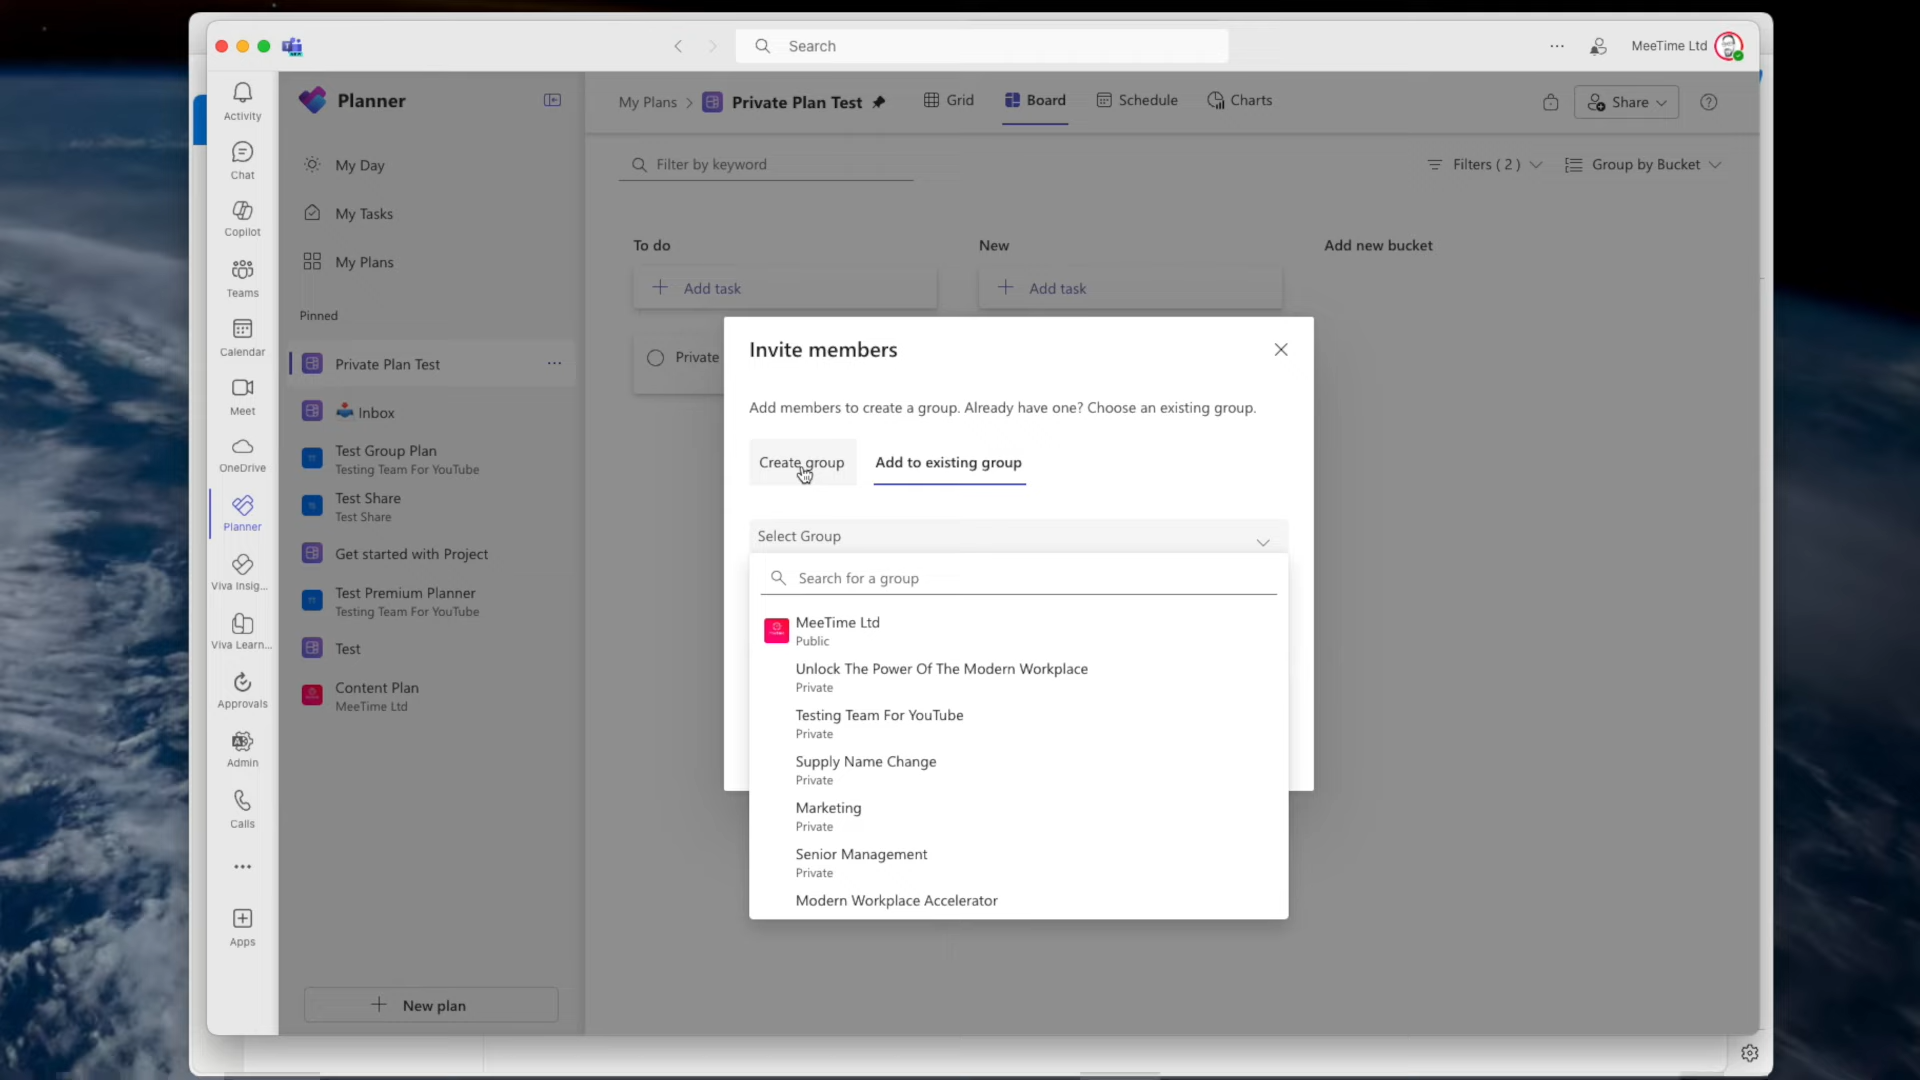 Search
MeeTime Ltd
Activity
Chat
Copilot
Teams
Calendar
Meet
OneDrive
Planner
Viva Insig...
Viva Learn...
Approvals
Admin
Calls
Apps
Planner
My Day
My Tasks
My Plans
Pinned
Private Plan Test
Inbox
Test Group Plan
Testing Team For YouTube
Test Share
Test Share
Get started with Project
Test Premium Planner
Testing Team For YouTube
Test
Content Plan
MeeTime Ltd
New plan
My Plans
Private Plan Test
Grid
Board
Schedule
Charts
Share
Filter by keyword
Filters ( 2 )
Group by Bucket
To do
New
Add new bucket
Add task
Add task
Private
Invite members
Add members to create a group. Already have one? Choose an existing group.
Create group
Add to existing group
Select Group
Search for a group
MeeTime Ltd
Public
Unlock The Power Of The Modern Workplace
Private
Testing Team For YouTube
Private
Supply Name Change
Private
Marketing
Private
Senior Management
Private
Modern Workplace Accelerator